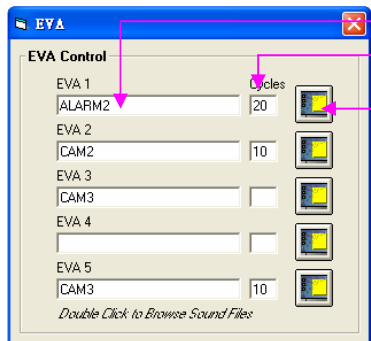 EVA
EVA Control
EVA 1 Cycles
ALARM2 20
EVA 2
CAM2 10
EVA 3
CAM3
EVA 4
EVA 5
CAM3 10
Double Click to Browse Sound Files